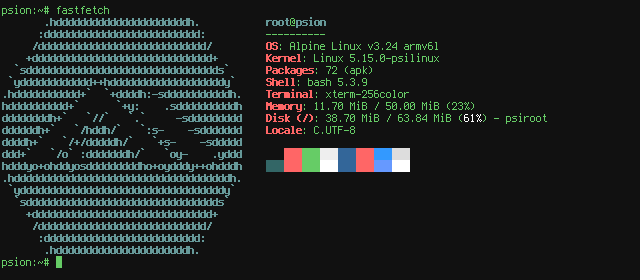 psion:~# fastfetch
root@psion
----------
OS: Alpine Linux v3.24 armv6l
Kernel: Linux 5.15.0-psilinux
Packages: 72 (apk)
Shell: bash 5.3.9
Terminal: xterm-256color
Memory: 11.70 MiB / 50.00 MiB (23%)
Disk (/): 38.70 MiB / 63.84 MiB (61%) - psiroot
Locale: C.UTF-8
psion:~#